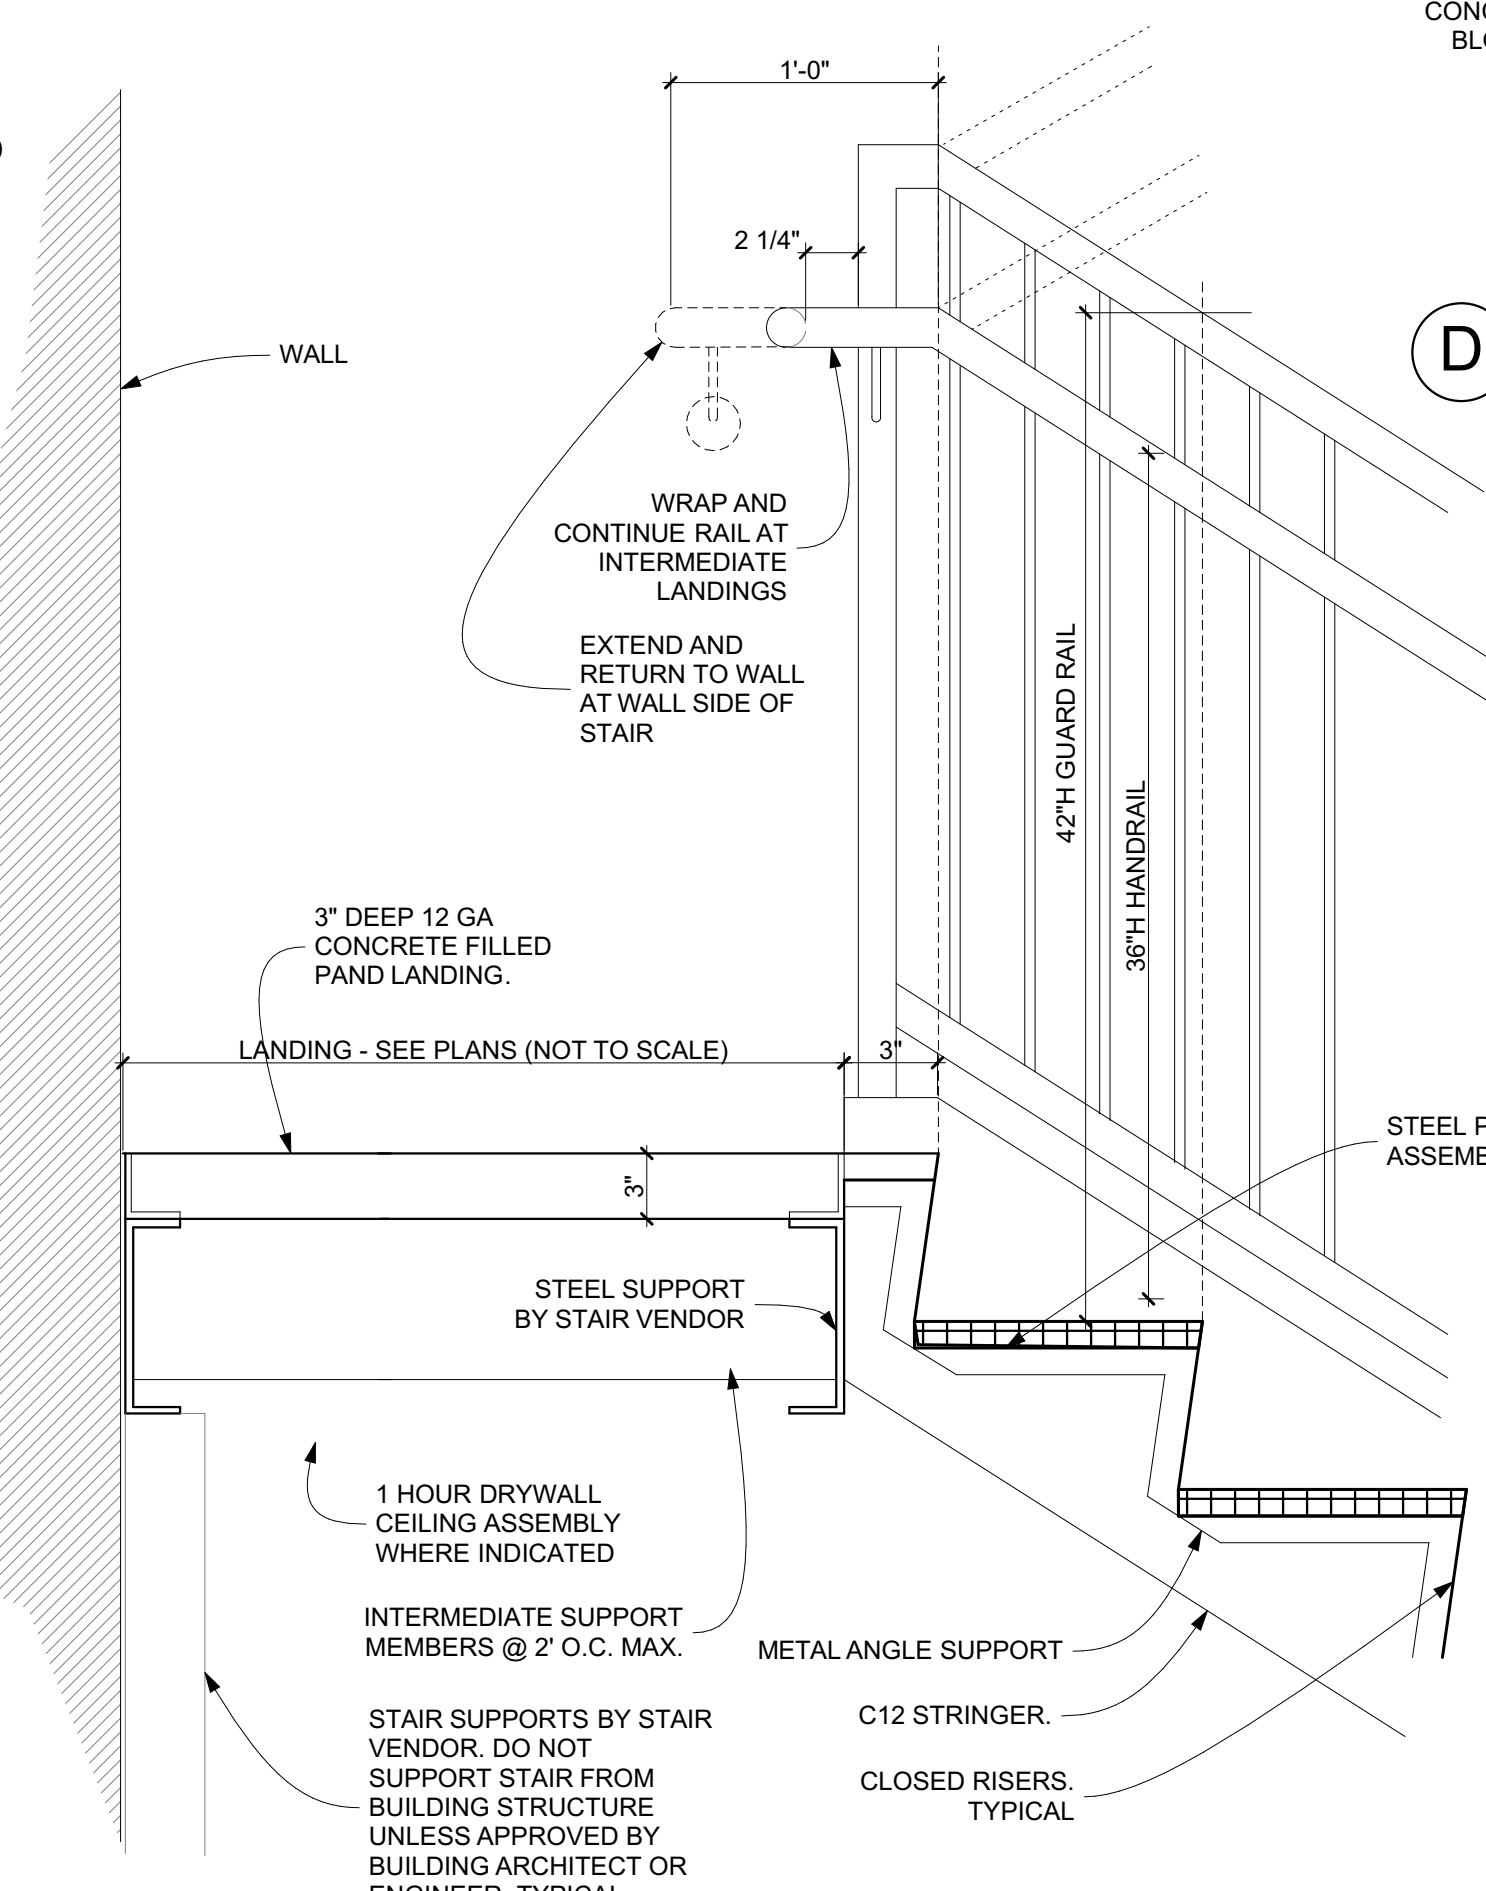 1'-0"
2 1/4"
D
WALL
WRAP AND
CONTINUE RAIL AT
INTERMEDIATE
LANDINGS
EXTEND AND
RETURN TO WALL
AT WALL SIDE OF
STAIR
42"H GUARD RAIL
36"H HANDRAIL
3" DEEP 12 GA
CONCRETE FILLED
PAND LANDING.
LANDING - SEE PLANS (NOT TO SCALE)
3"
STEEL
3"
STEEL SUPPORT
BY STAIR VENDOR
1 HOUR DRYWALL
CEILING ASSEMBLY
WHERE INDICATED
INTERMEDIATE SUPPORT
MEMBERS @ 2' O.C. MAX.
METAL ANGLE SUPPORT
C12 STRINGER.
CLOSED RISERS.
TYPICAL
STAIR SUPPORTS BY STAIR
VENDOR. DO NOT
SUPPORT STAIR FROM
BUILDING STRUCTURE
UNLESS APPROVED BY
BUILDING ARCHITECT OR
ENGINEER. TYPICAL